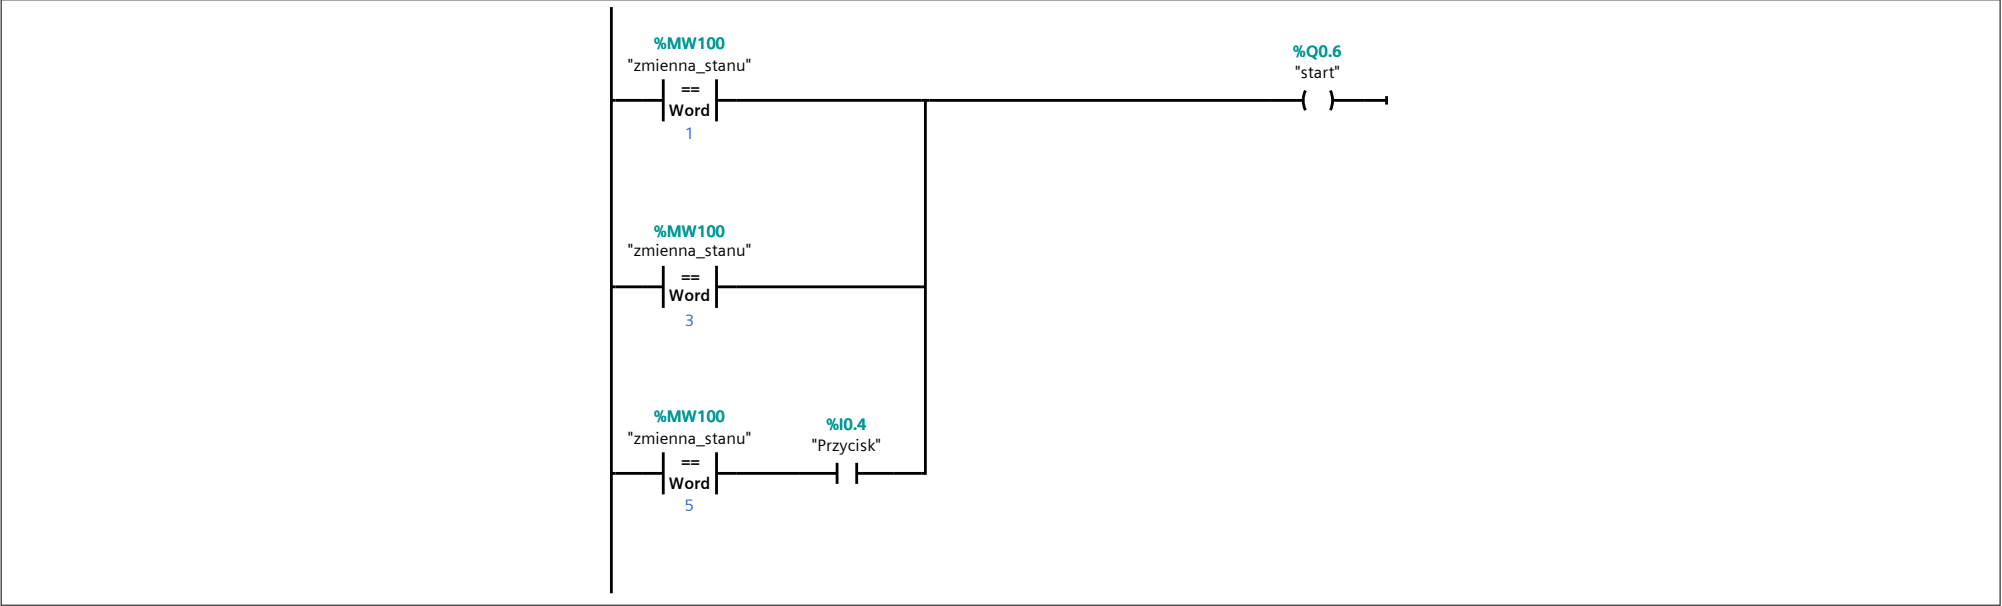 %MW100
"zmienna_stanu"
==
Word
1
%Q0.6
"start"
%MW100
"zmienna_stanu"
==
Word
3
%MW100
"zmienna_stanu"
==
Word
5
%I0.4
"Przycisk"